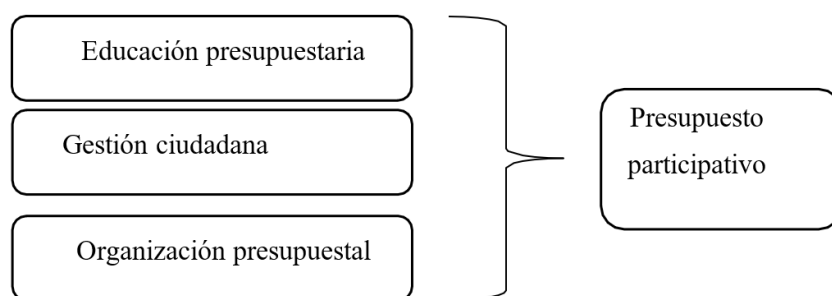 Educación presupuestaria
Gestión ciudadana
Organización presupuestal
Presupuesto
participativo